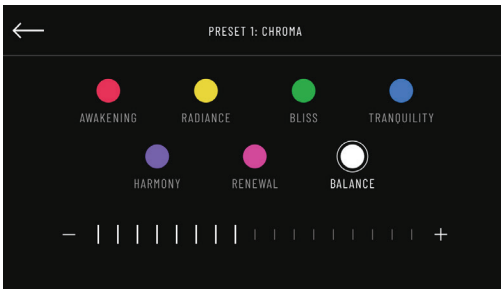 PRESET 1: CHROMA
AWAKENING RADIANCE BLISS TRANQUILITY
HARMONY RENEWAL BALANCE
− +